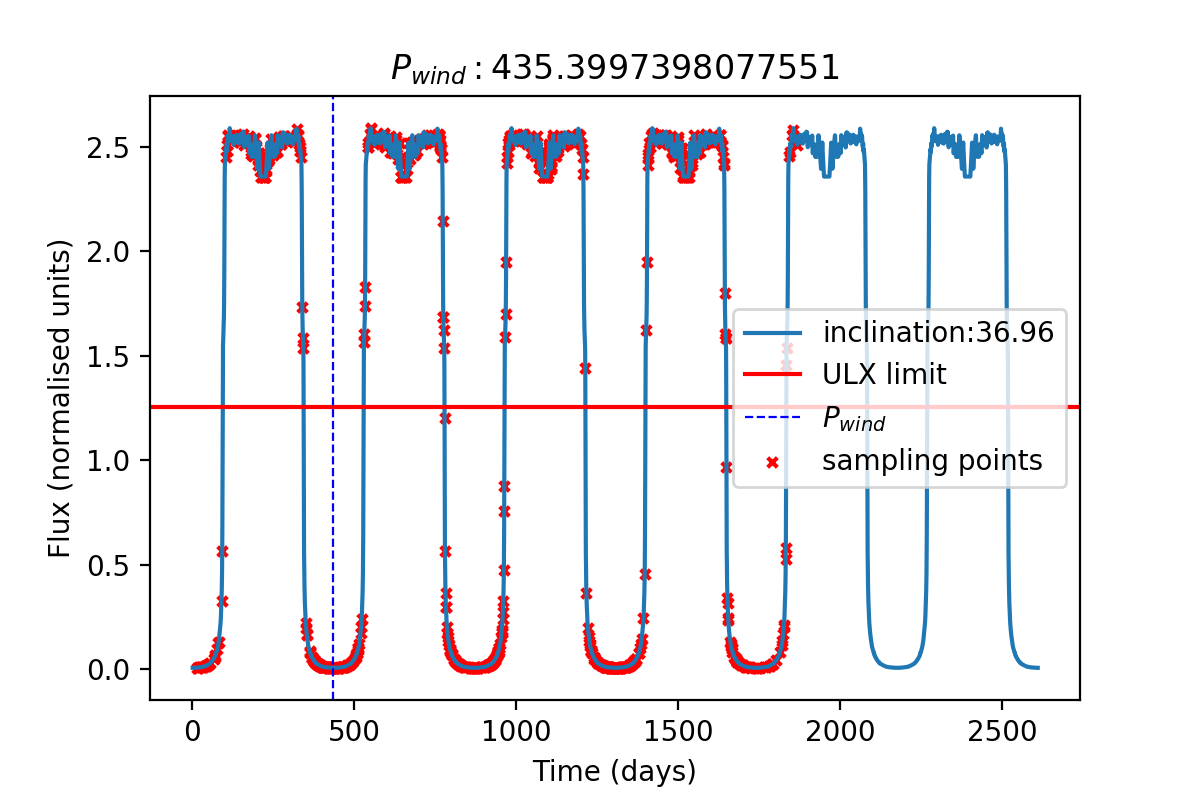 P_wind : 435.3997398077551
Flux (normalised units)
2.5
2.0
1.5
1.0
0.5
0.0
inclination:36.96
ULX limit
P_wind
sampling points
0 500 1000 1500 2000 2500
Time (days)